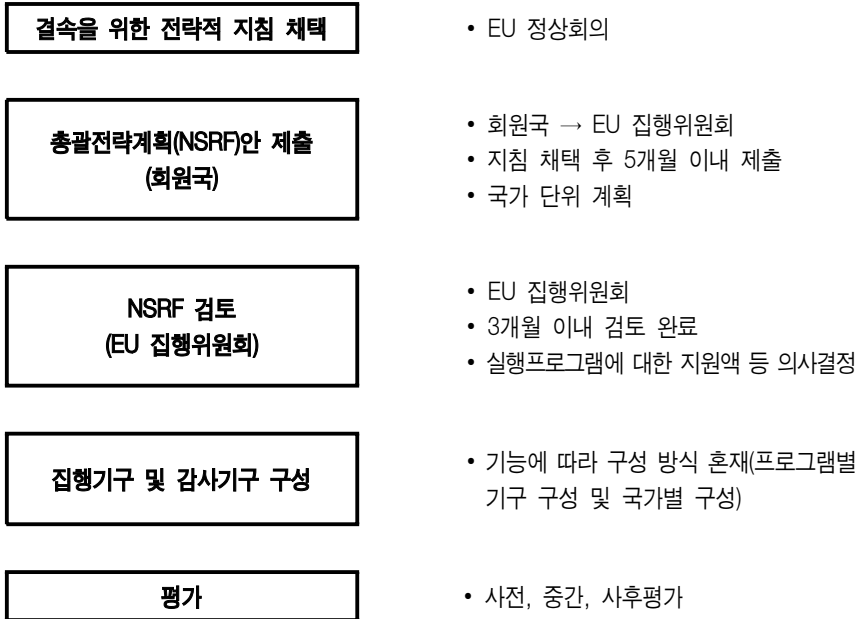 결속을 위한 전략적 지침 채택
• EU 정상회의
총괄전략계획(NSRF)안 제출
(회원국)
• 회원국 → EU 집행위원회
• 지침 채택 후 5개월 이내 제출
• 국가 단위 계획
NSRF 검토
(EU 집행위원회)
• EU 집행위원회
• 3개월 이내 검토 완료
• 실행프로그램에 대한 지원액 등 의사결정
집행기구 및 감사기구 구성
• 기능에 따라 구성 방식 혼재(프로그램별
기구 구성 및 국가별 구성)
평가
• 사전, 중간, 사후평가